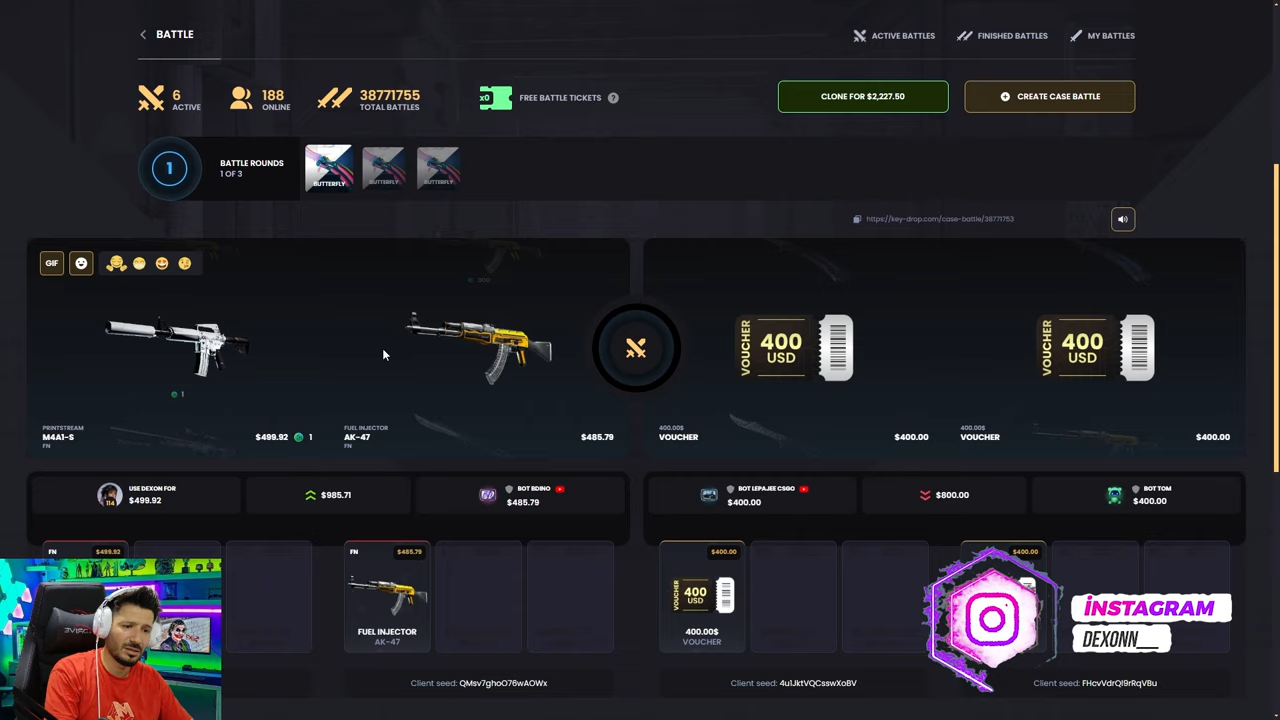 BATTLE
ACTIVE BATTLES
FINISHED BATTLES
MY BATTLES
6
ACTIVE
188
ONLINE
38771755
TOTAL BATTLES
x0
FREE BATTLE TICKETS
?
CLONE FOR $2,227.50
CREATE CASE BATTLE
1
BATTLE ROUNDS
1 OF 3
BUTTERFLY
BUTTERFLY
BUTTERFLY
https://key-drop.com/case-battle/38771753
GIF
1
VOUCHER
400
USD
VOUCHER
400
USD
PRINTSTREAM
M4A1-S
FN
$499.92
1
FUEL INJECTOR
AK-47
FN
$485.79
400.00$
VOUCHER
$400.00
400.00$
VOUCHER
$400.00
114
USE DEXON FOR
$499.92
$985.71
BOT BDINO
$485.79
BOT LEPAJEE CSGO
$400.00
$800.00
BOT TOM
$400.00
FN
$499.92
FN
$485.79
FUEL INJECTOR
AK-47
$400.00
VOUCHER
400
USD
400.00$
VOUCHER
$400.00
INSTAGRAM
DEXONN__
Client seed: QMsv7ghoO76wAOWx
Client seed: 4u1JktVQCsswXoBV
Client seed: FHcvVdrQl9rRqVBu